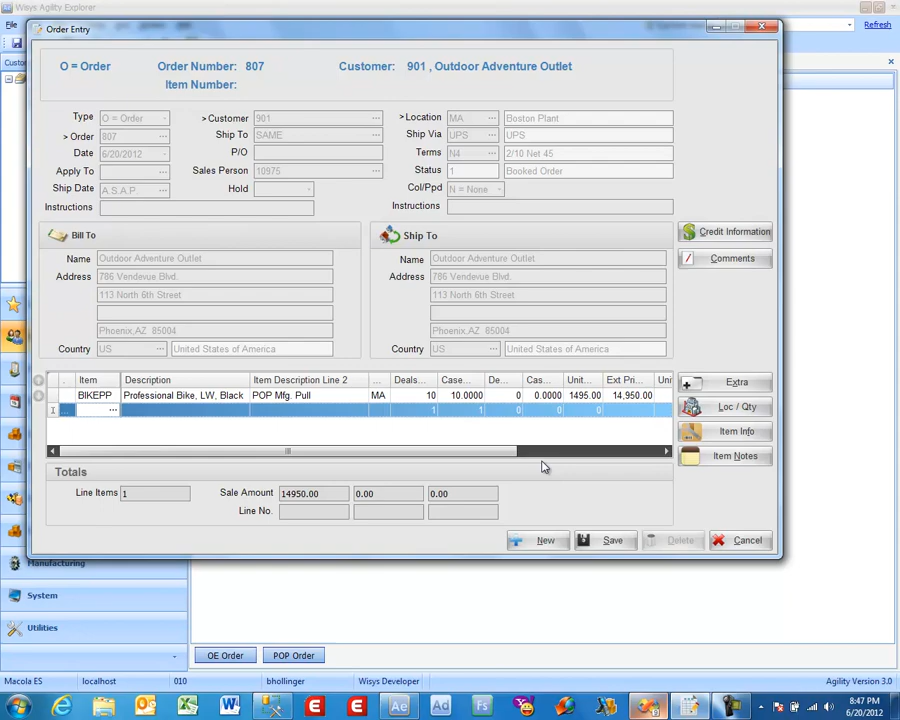 Wisys Agility Explorer
File
Order Entry
Refresh
Custo
O = Order Order Number: 807 Customer: 901 , Outdoor Adventure Outlet
Item Number:
Type O = Order > Customer 901 > Location MA Boston Plant
> Order 807 Ship To SAME Ship Via UPS UPS
Date 6/20/2012 P/O Terms N4 2/10 Net 45
Apply To Sales Person 10975 Status 1 Booked Order
Ship Date A.S.A.P. Hold Col/Ppd N = None
Instructions Instructions
Bill To Ship To Credit Information
Name Outdoor Adventure Outlet Name Outdoor Adventure Outlet Comments
Address 786 Vendevue Blvd. Address 786 Vendevue Blvd.
113 North 6th Street 113 North 6th Street
Phoenix,AZ 85004 Phoenix,AZ 85004
Country US United States of America Country US United States of America
. Item Description Item Description Line 2 ... Deals... Case... De... Cas... Unit... Ext Pri... Uni Extra
BIKEPP Professional Bike, LW, Black POP Mfg. Pull MA 10 10.0000 0 0.0000 1495.00 14,950.00
... 1 1 0 0 0 Loc / Qty
Item Info
Item Notes
Totals
Line Items 1 Sale Amount 14950.00 0.00 0.00
Line No.
New Save Delete Cancel
Manufacturing
System
Utilities
OE Order POP Order
Macola ES localhost 010 bhollinger Wisys Developer Agility Version 3.0
8:47 PM
6/20/2012